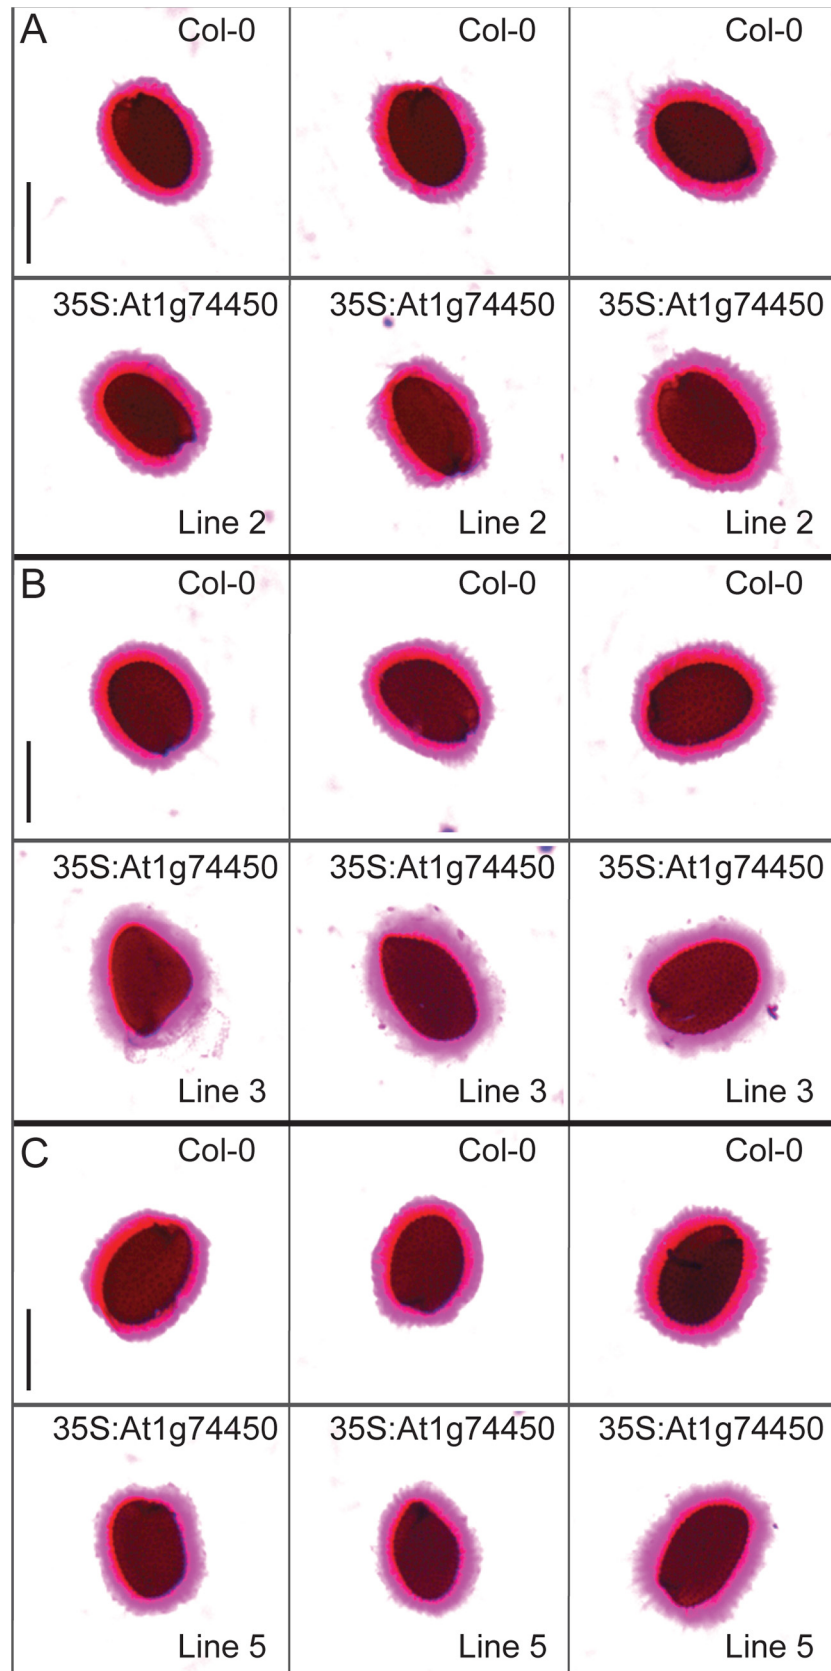 A Col-0 Col-0 Col-0
35S:At1g74450 35S:At1g74450 35S:At1g74450
Line 2 Line 2 Line 2
B Col-0 Col-0 Col-0
35S:At1g74450 35S:At1g74450 35S:At1g74450
Line 3 Line 3 Line 3
C Col-0 Col-0 Col-0
35S:At1g74450 35S:At1g74450 35S:At1g74450
Line 5 Line 5 Line 5